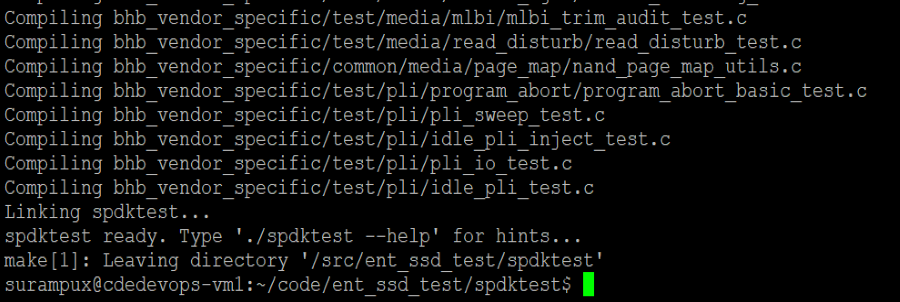 Compiling bhb_vendor_specific/test/media/mlbi/mlbi_trim_audit_test.c
Compiling bhb_vendor_specific/test/media/read_disturb/read_disturb_test.c
Compiling bhb_vendor_specific/common/media/page_map/nand_page_map_utils.c
Compiling bhb_vendor_specific/test/pli/program_abort/program_abort_basic_test.c
Compiling bhb_vendor_specific/test/pli/pli_sweep_test.c
Compiling bhb_vendor_specific/test/pli/idle_pli_inject_test.c
Compiling bhb_vendor_specific/test/pli/pli_io_test.c
Compiling bhb_vendor_specific/test/pli/idle_pli_test.c
Linking spdktest...
spdktest ready. Type './spdktest --help' for hints...
make[1]: Leaving directory '/src/ent_ssd_test/spdktest'
surampux@cdedevops-vm1:~/code/ent_ssd_test/spdktest$